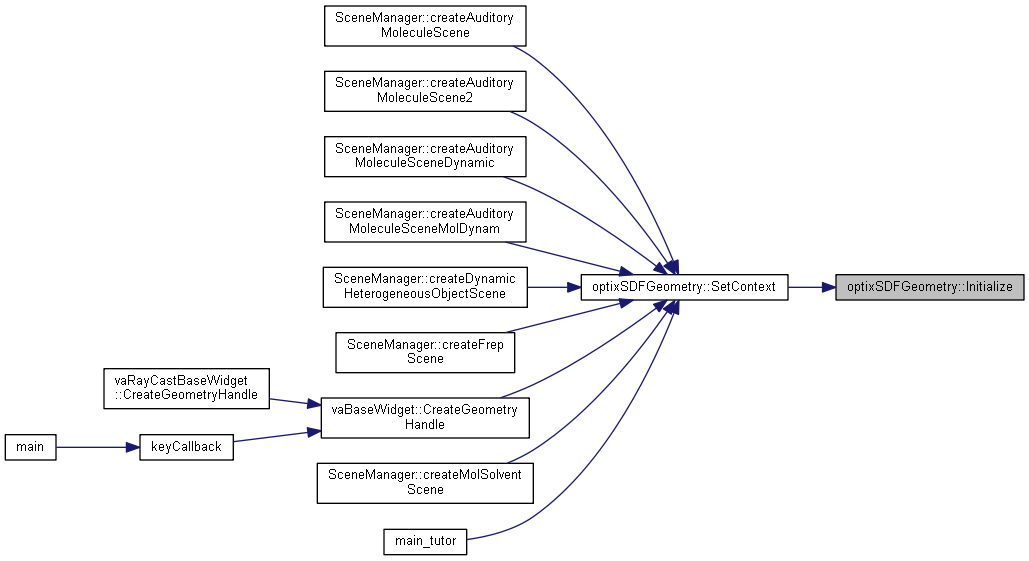 SceneManager::createAuditory
MoleculeScene
SceneManager::createAuditory
MoleculeScene2
SceneManager::createAuditory
MoleculeSceneDynamic
SceneManager::createAuditory
MoleculeSceneMolDynam
SceneManager::createDynamic
HeterogeneousObjectScene
optixSDFGeometry::SetContext
optixSDFGeometry::Initialize
SceneManager::createFrep
Scene
vaRayCastBaseWidget
::CreateGeometryHandle
vaBaseWidget::CreateGeometry
Handle
main
keyCallback
SceneManager::createMolSolvent
Scene
main_tutor